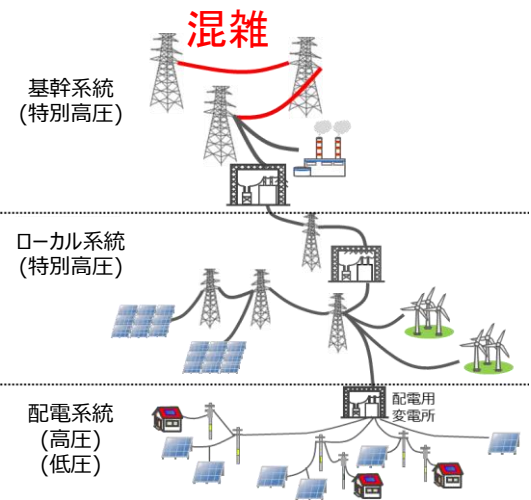 混雑
基幹系統
(特別高圧)
ローカル系統
(特別高圧)
配電系統
(高圧)
(低圧)
配電用
変電所